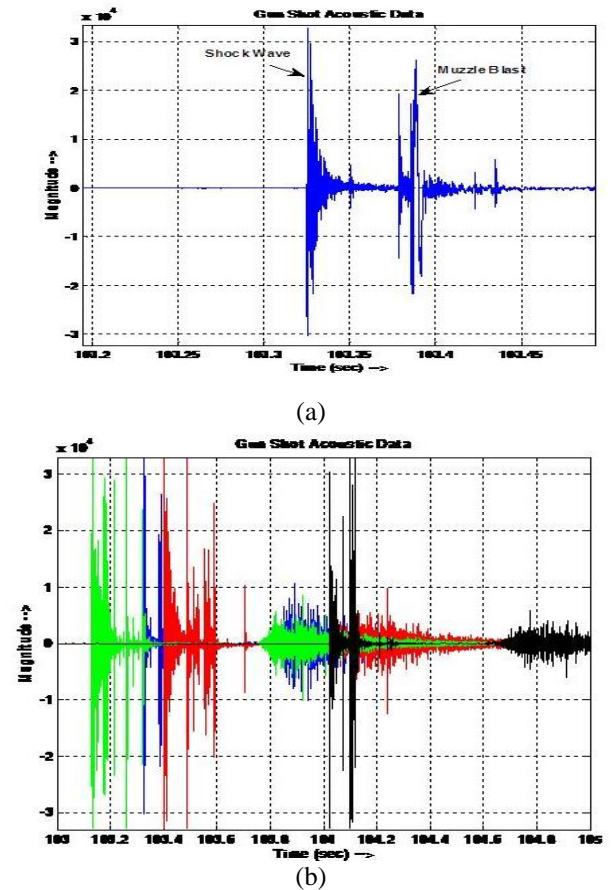 Gun Shot Acoustic Data
x 10^4
Shock Wave
Muzzle Blast
3
2
1
0
-1
-2
-3
Magnitude -->
103.2 103.25 103.3 103.35 103.4 103.45
Time (sec) -->
(a)
Gun Shot Acoustic Data
x 10^4
3
2
1
0
-1
-2
-3
Magnitude -->
103 103.2 103.4 103.6 103.8 104 104.2 104.4 104.6 104.8 105
Time (sec) -->
(b)